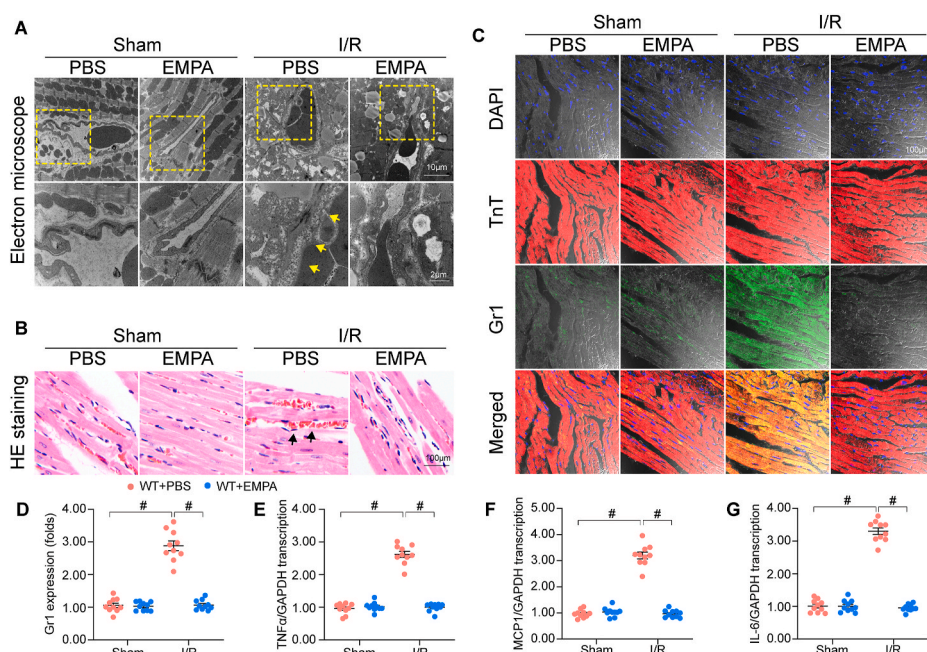 A
Sham I/R
PBS EMPA PBS EMPA
Electron microscope
10μm
2μm
B
Sham I/R
PBS EMPA PBS EMPA
HE staining
100μm
C
Sham I/R
PBS EMPA PBS EMPA
DAPI
100μm
TnT
Gr1
Merged
WT+PBS WT+EMPA
D
Gr1 expression (folds)
4.00
3.00
2.00
1.00
0.00
# #
Sham I/R
E
TNFα/GAPDH transcription
4.00
3.00
2.00
1.00
0.00
# #
Sham I/R
F
MCP1/GAPDH transcription
5.00
4.00
3.00
2.00
1.00
0.00
# #
Sham I/R
G
IL-6/GAPDH transcription
4.00
3.00
2.00
1.00
0.00
# #
Sham I/R